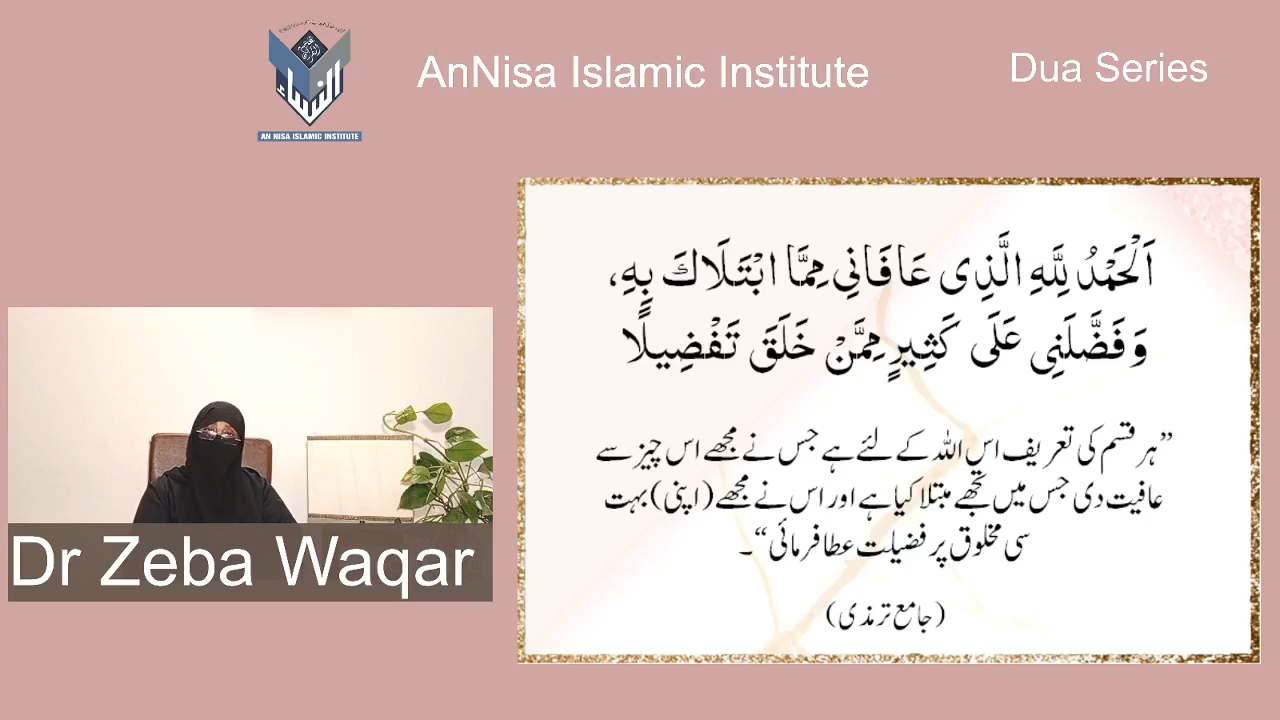 AN NISA ISLAMIC INSTITUTE
AnNisa Islamic Institute
Dua Series
اَلْحَمْدُ لِلّٰهِ الَّذِی عَافَانِی مِمَّا ابْتَلَاكَ بِهِ،
وَفَضَّلَنِی عَلَى كَثِيرٍ مِمَّنْ خَلَقَ تَفْضِيلًا
”ہر قسم کی تعریف اس اللہ کے لئے ہے جس نے مجھے اس چیز سے
عافیت دی جس میں تجھے مبتلا کیا ہے اور اس نے مجھے (اپنی) بہت
سی مخلوق پر فضیلت عطا فرمائی“۔
(جامع ترمذی)
Dr Zeba Waqar